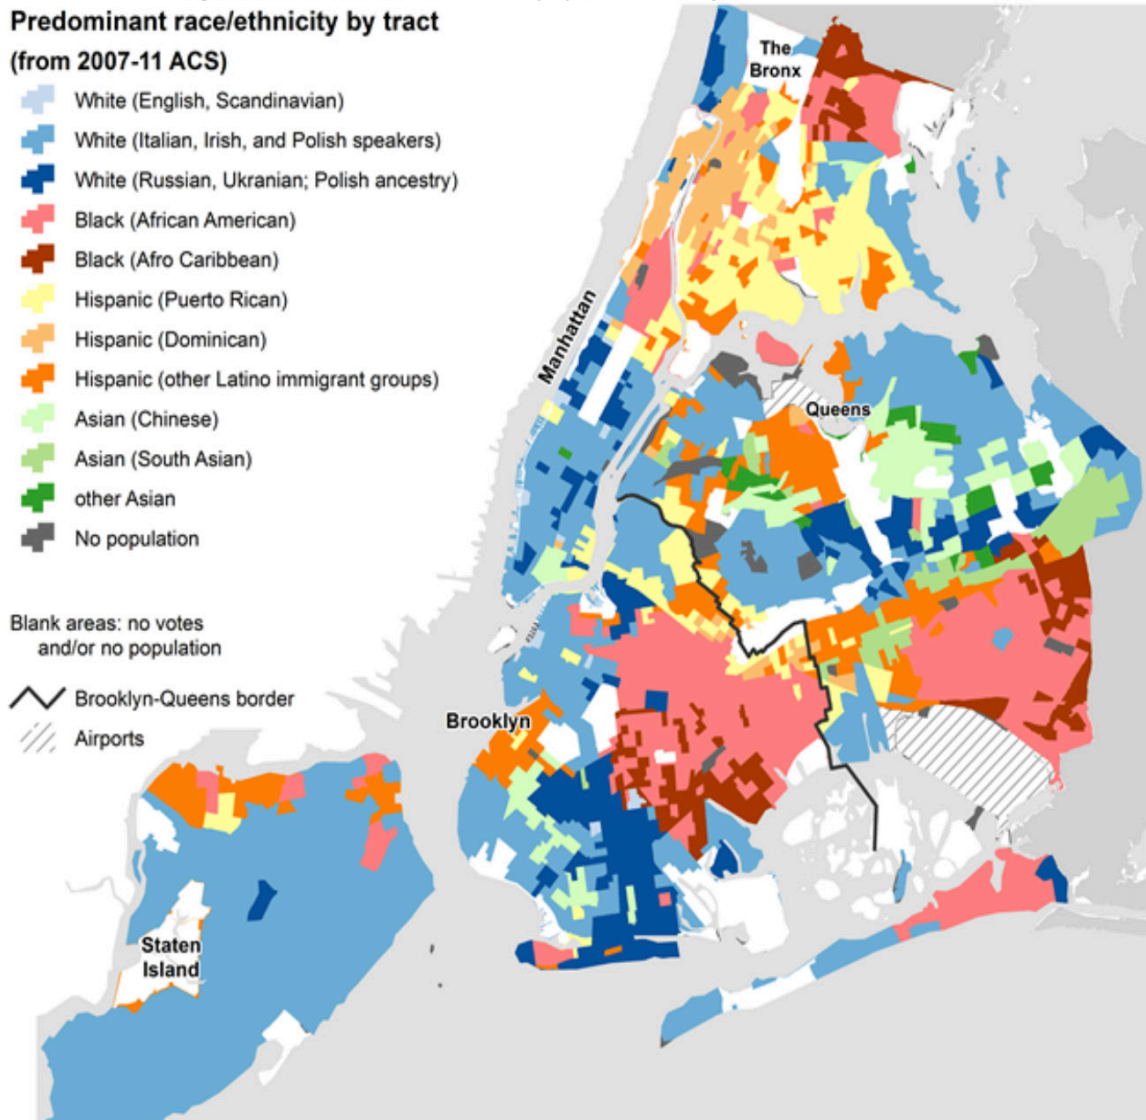 Predominant race/ethnicity by tract
(from 2007-11 ACS)
White (English, Scandinavian)
White (Italian, Irish, and Polish speakers)
White (Russian, Ukranian; Polish ancestry)
Black (African American)
Black (Afro Caribbean)
Hispanic (Puerto Rican)
Hispanic (Dominican)
Hispanic (other Latino immigrant groups)
Asian (Chinese)
Asian (South Asian)
other Asian
No population
Blank areas: no votes
and/or no population
Brooklyn-Queens border
Airports
The
Bronx
Manhattan
Queens
Brooklyn
Staten
Island